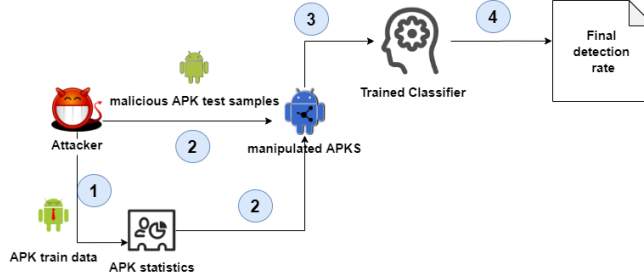 3
4
Final
detection
rate
malicious APK test samples
Trained Classifier
Attacker
2
manipulated APKS
1
2
APK train data
APK statistics